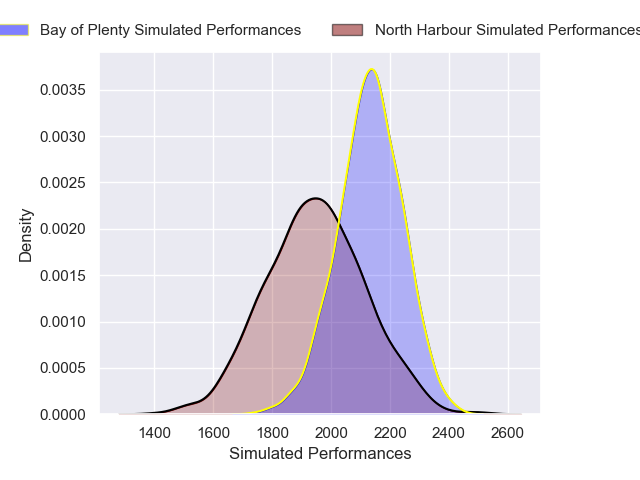 Bay of Plenty Simulated Performances North Harbour Simulated Performances
0.0035
0.0030
0.0025
0.0020
0.0015
0.0010
0.0005
0.0000
Density
1400 1600 1800 2000 2200 2400 2600
Simulated Performances